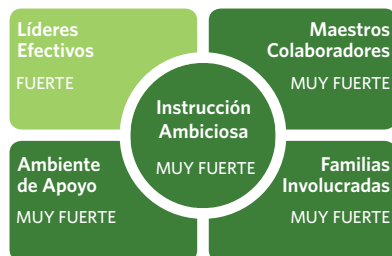 Líderes
Efectivos
FUERTE
Maestros
Colaboradores
MUY FUERTE
Instrucción
Ambiciosa
MUY FUERTE
Ambiente
de Apoyo
MUY FUERTE
Familias
Involucradas
MUY FUERTE